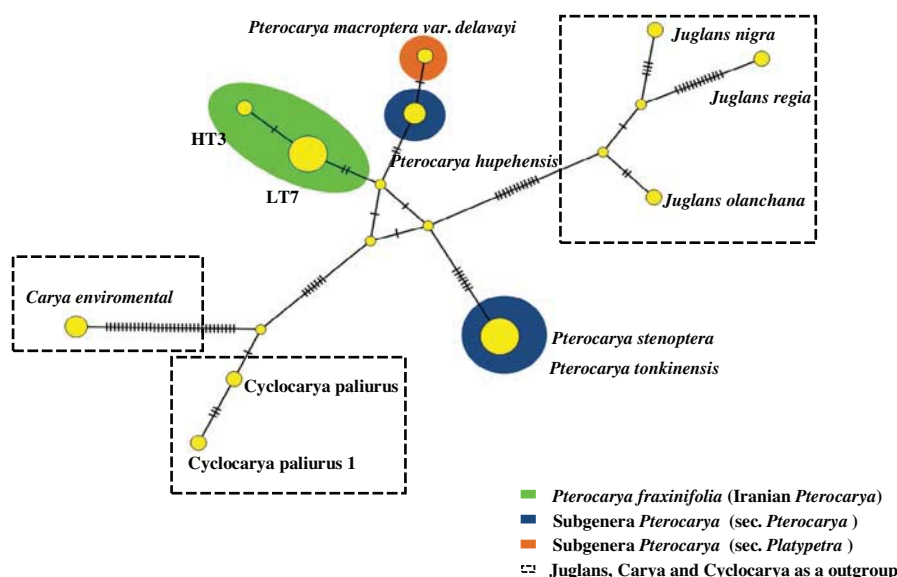 Pterocarya macroptera var. delavayi
Juglans nigra
Juglans regia
HT3
Pterocarya hupehensis
LT7
Juglans olanchana
Carya enviromental
Pterocarya stenoptera
Pterocarya tonkinensis
Cyclocarya paliurus
Cyclocarya paliurus 1
Pterocarya fraxinifolia (Iranian Pterocarya)
Subgenera Pterocarya (sec. Pterocarya )
Subgenera Pterocarya (sec. Platypetra )
Juglans, Carya and Cyclocarya as a outgroup